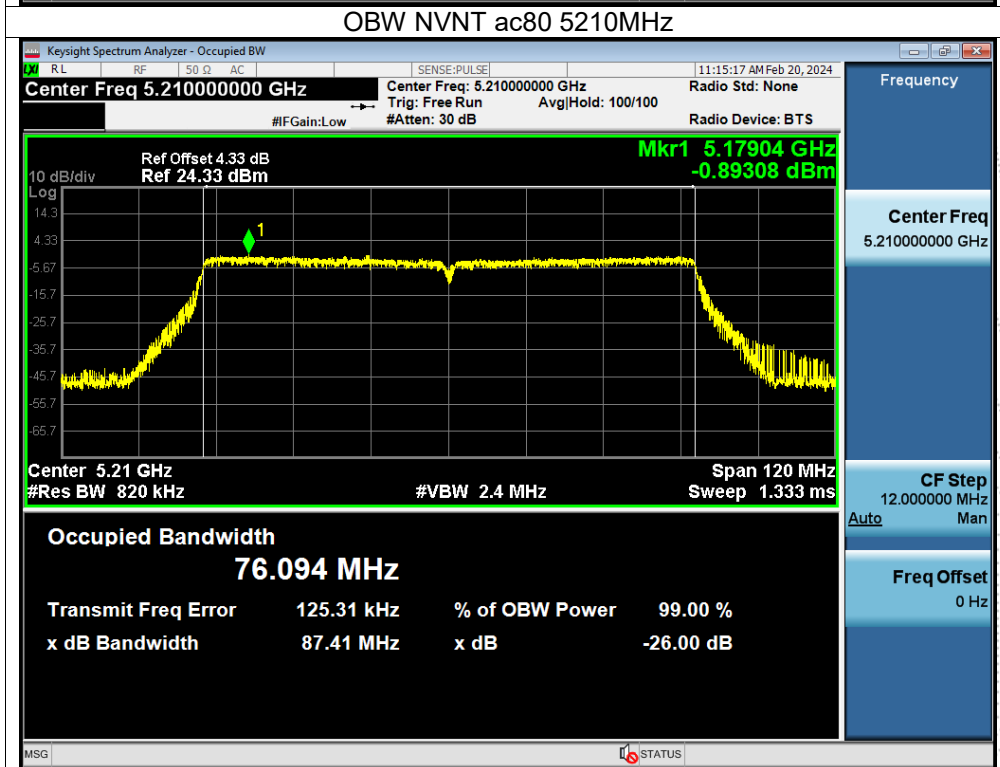 OBW NVNT ac80 5210MHz
Keysight Spectrum Analyzer - Occupied BW
LXI RL RF 50 Ω AC SENSE:PULSE 11:15:17 AM Feb 20, 2024
Center Freq 5.210000000 GHz
Center Freq: 5.210000000 GHz
Radio Std: None
Trig: Free Run Avg|Hold: 100/100
#IFGain:Low
#Atten: 30 dB
Radio Device: BTS
Frequency
Mkr1 5.17904 GHz
-0.89308 dBm
Ref Offset 4.33 dB
10 dB/div Ref 24.33 dBm
Log
14.3
4.33
-5.67
-15.7
-25.7
-35.7
-45.7
-55.7
-65.7
1
Center 5.21 GHz Span 120 MHz
#Res BW 820 kHz #VBW 2.4 MHz Sweep 1.333 ms
Center Freq
5.210000000 GHz
CF Step
12.000000 MHz
Auto Man
Freq Offset
0 Hz
Occupied Bandwidth
76.094 MHz
Transmit Freq Error 125.31 kHz % of OBW Power 99.00 %
x dB Bandwidth 87.41 MHz x dB -26.00 dB
MSG STATUS